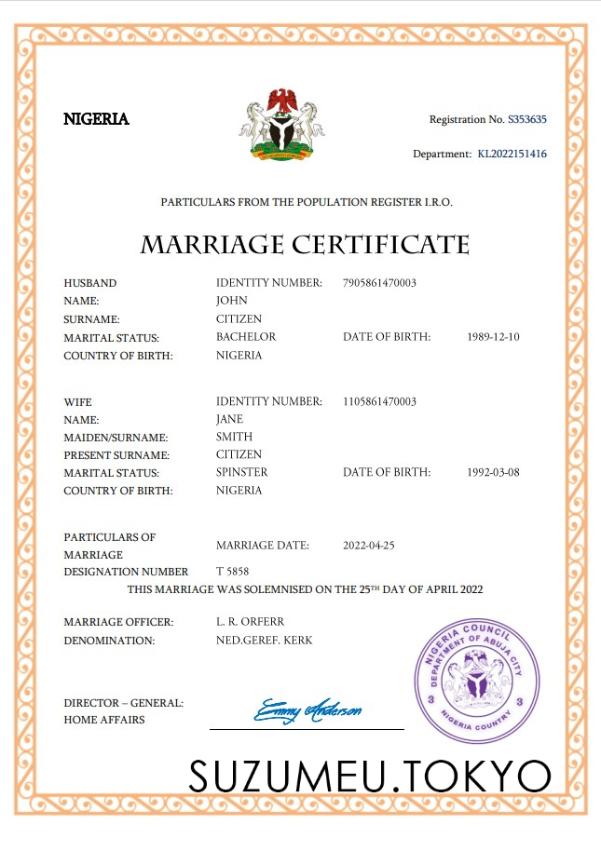 NIGERIA
Registration No. S353635
Department: KL2022151416
PARTICULARS FROM THE POPULATION REGISTER I.R.O.
MARRIAGE CERTIFICATE
HUSBAND IDENTITY NUMBER: 7905861470003
NAME: JOHN
SURNAME: CITIZEN
MARITAL STATUS: BACHELOR DATE OF BIRTH: 1989-12-10
COUNTRY OF BIRTH: NIGERIA
WIFE IDENTITY NUMBER: 1105861470003
NAME: JANE
MAIDEN/SURNAME: SMITH
PRESENT SURNAME: CITIZEN
MARITAL STATUS: SPINSTER DATE OF BIRTH: 1992-03-08
COUNTRY OF BIRTH: NIGERIA
PARTICULARS OF
MARRIAGE MARRIAGE DATE: 2022-04-25
DESIGNATION NUMBER T 5858
THIS MARRIAGE WAS SOLEMNISED ON THE 25TH DAY OF APRIL 2022
MARRIAGE OFFICER: L. R. ORFERR
DENOMINATION: NED.GEREF. KERK
NIGERIA COUNCIL
DEPARTMENT OF ABUJA CITY
3 3
NIGERIA COUNTRY
DIRECTOR – GENERAL:
HOME AFFAIRS
Emmy Anderson
SUZUMEU.TOKYO